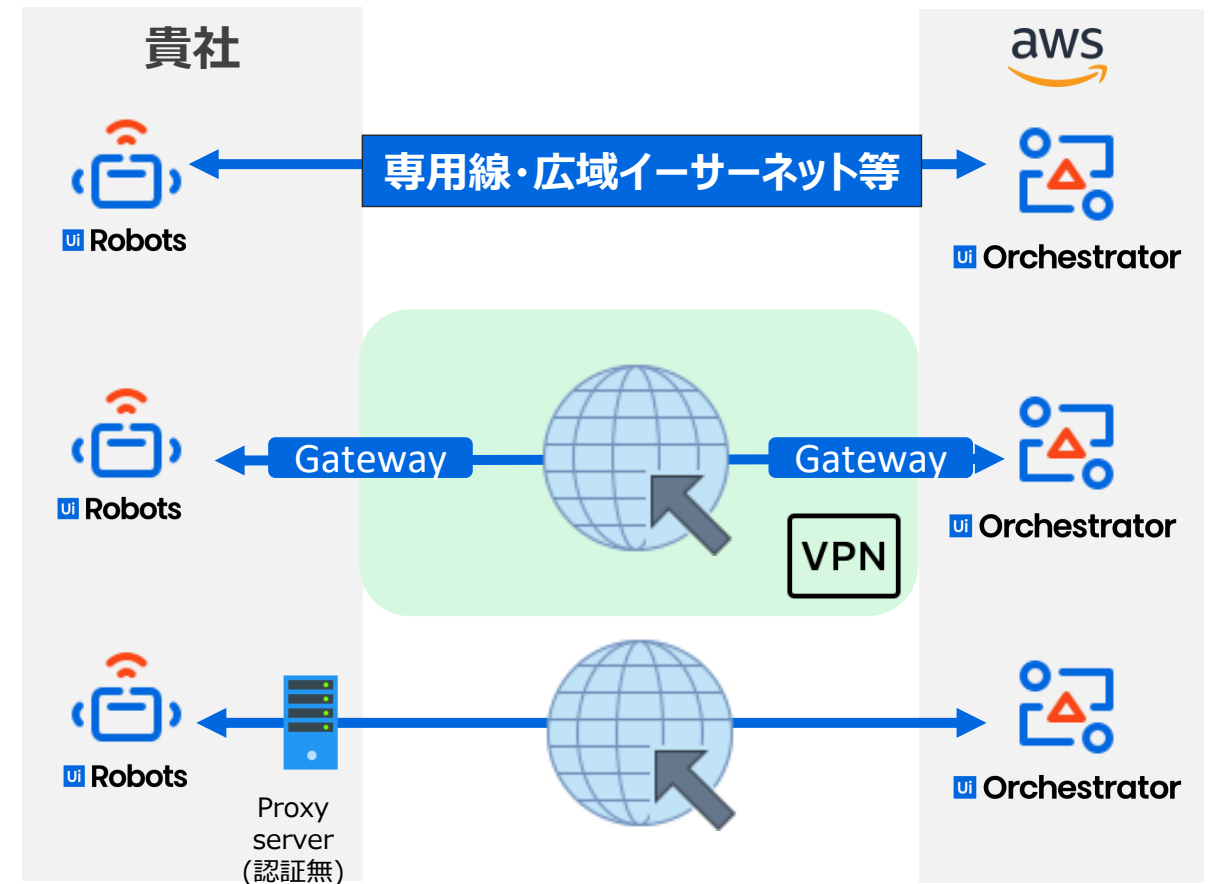 貴社
aws
専用線・広域イーサーネット等
Ui Robots
Ui Orchestrator
Gateway
Gateway
Ui Robots
VPN
Ui Orchestrator
Ui Robots
Ui Orchestrator
Proxy
server
(認証無)